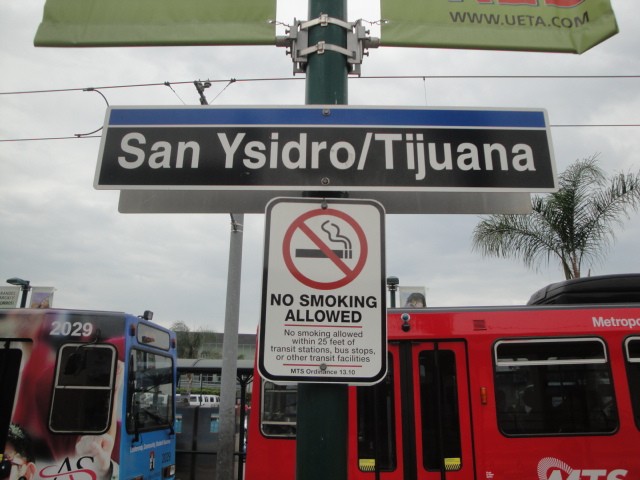 WWW.UETA.COM
San Ysidro/Tijuana
NO SMOKING
ALLOWED
No smoking allowed
within 25 feet of
transit stations, bus stops,
or other transit facilities
MTS Ordinance 13.10
2029
Metropo
MTS
2029